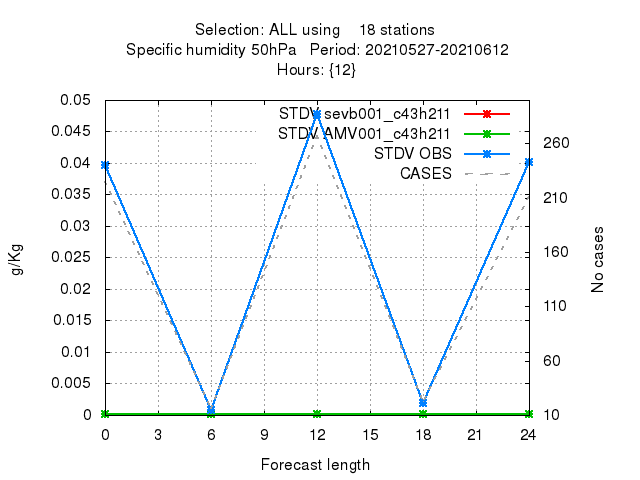 Selection: ALL using    18 stations
Specific humidity 50hPa   Period: 20210527-20210612
Hours: {12}
STDV sevb001_c43h211
STDV AMV001_c43h211
STDV OBS
CASES
0.05
0.045
0.04
0.035
0.03
0.025
0.02
0.015
0.01
0.005
0
g/Kg
260
210
160
110
60
10
No cases
0 3 6 9 12 15 18 21 24
Forecast length